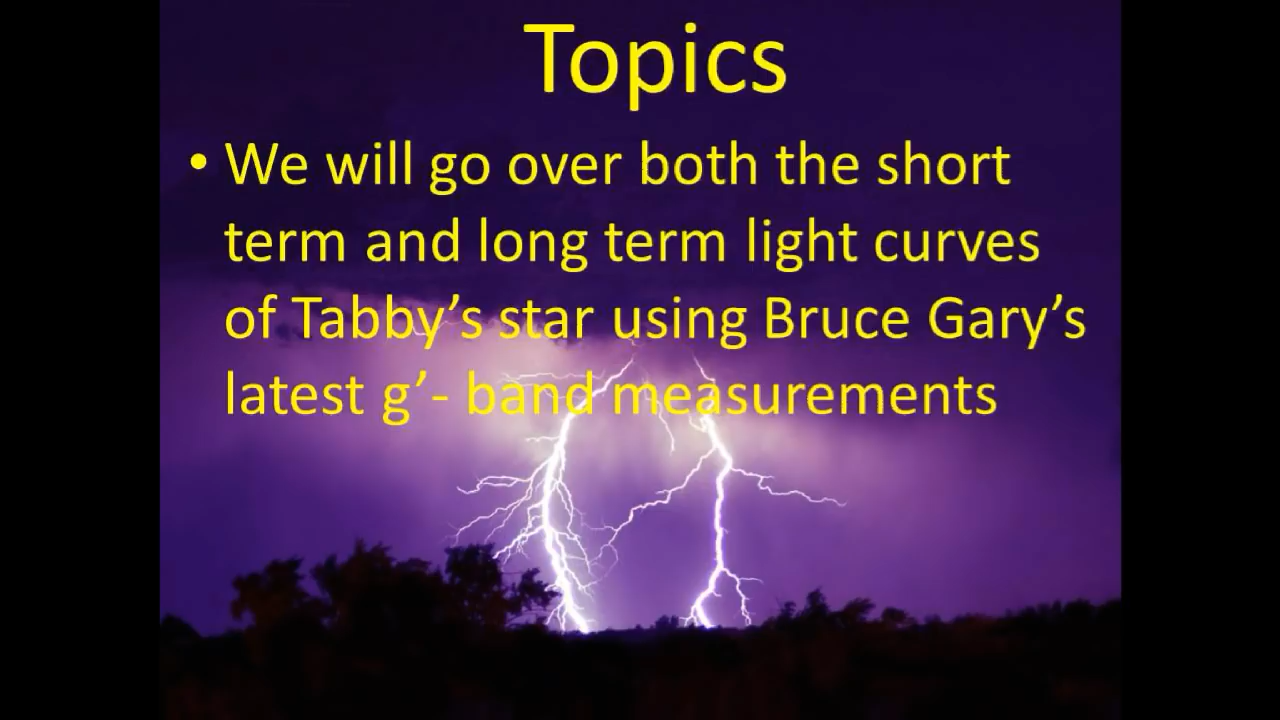 Topics
• We will go over both the short
term and long term light curves
of Tabby’s star using Bruce Gary’s
latest g’- band measurements